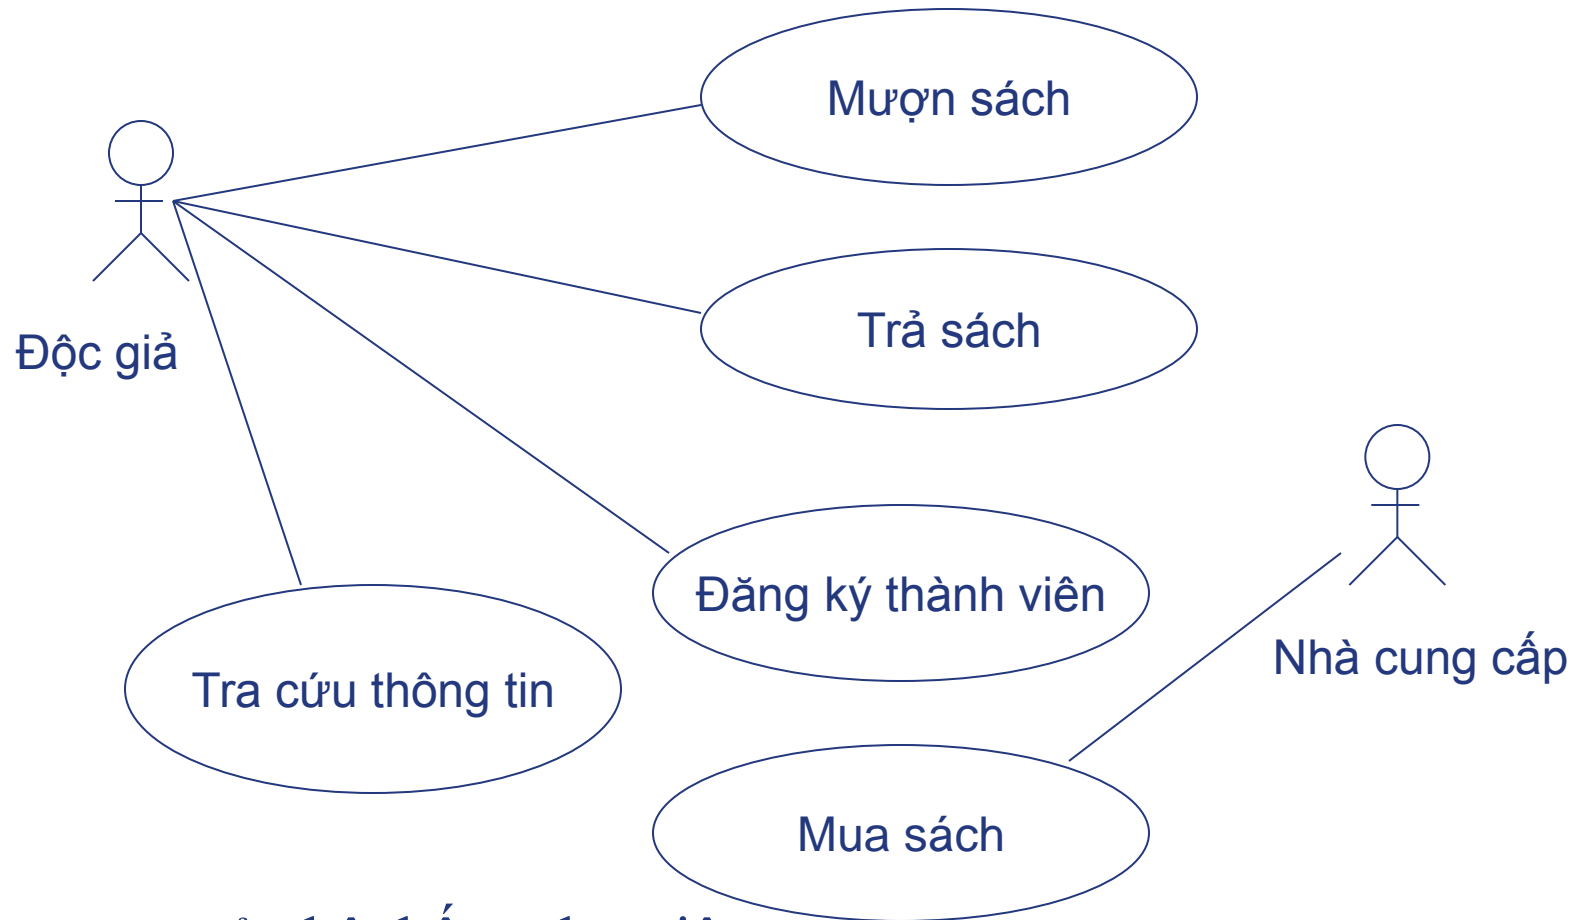 Mượn sách
Trả sách
Độc giả
Đăng ký thành viên
Nhà cung cấp
Tra cứu thông tin
Mua sách